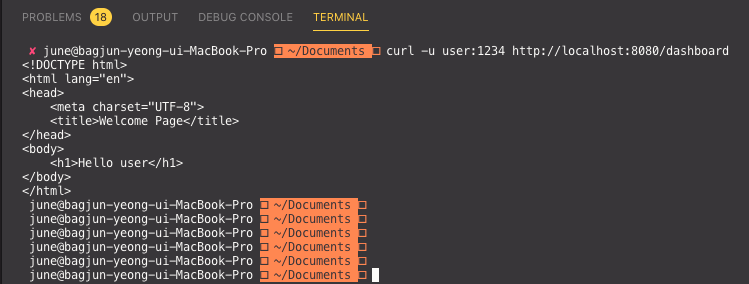 PROBLEMS 18 OUTPUT DEBUG CONSOLE TERMINAL
✘ june@bagjun-yeong-ui-MacBook-Pro ~/Documents curl -u user:1234 http://localhost:8080/dashboard
<!DOCTYPE html>
<html lang="en">
<head>
    <meta charset="UTF-8">
    <title>Welcome Page</title>
</head>
<body>
    <h1>Hello user</h1>
</body>
</html>
june@bagjun-yeong-ui-MacBook-Pro ~/Documents
june@bagjun-yeong-ui-MacBook-Pro ~/Documents
june@bagjun-yeong-ui-MacBook-Pro ~/Documents
june@bagjun-yeong-ui-MacBook-Pro ~/Documents
june@bagjun-yeong-ui-MacBook-Pro ~/Documents
june@bagjun-yeong-ui-MacBook-Pro ~/Documents